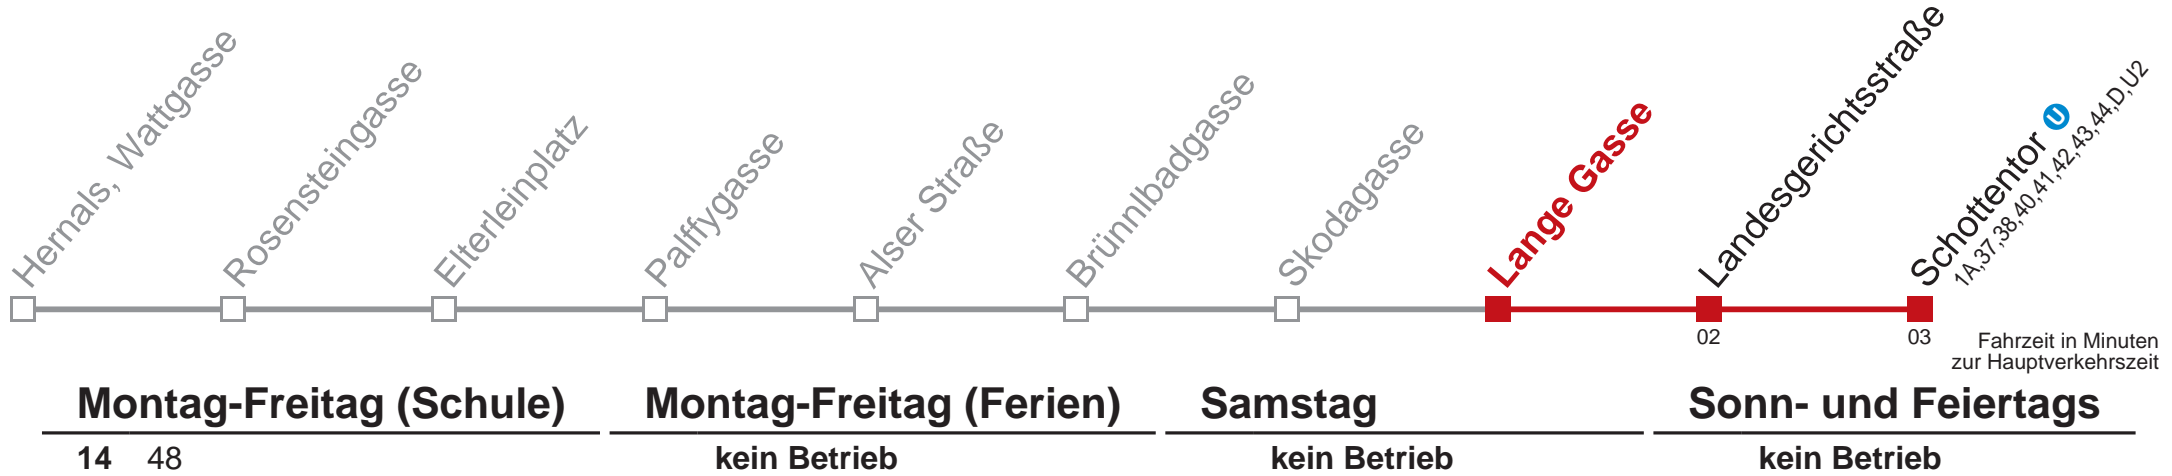 Hernals, Wattgasse
Rosensteingasse
Elterleinplatz
Palffygasse
Alser Straße
Brünnlbadgasse
Skodagasse
Lange Gasse
Landesgerichtsstraße
Schottentor U
1A,37,38,40,41,42,43,44,D,U2
02
03
Fahrzeit in Minuten
zur Hauptverkehrszeit
Montag-Freitag (Schule)
14 48
Montag-Freitag (Ferien)
kein Betrieb
Samstag
kein Betrieb
Sonn- und Feiertags
kein Betrieb